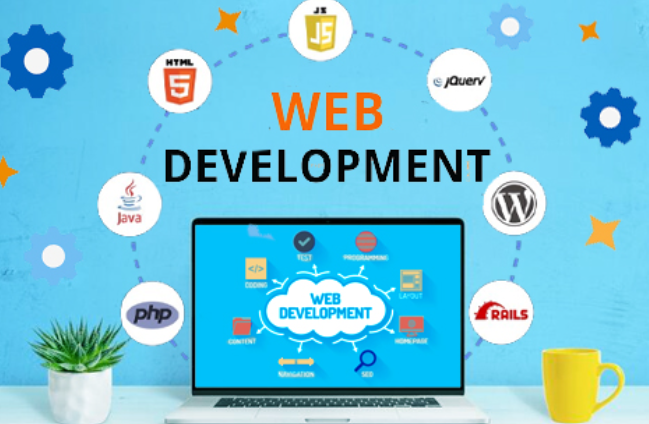 JS
JS
HTML
5
jQuery
WEB
DEVELOPMENT
Java
W
php
RAILS
TEST
PROGRAMMING
</>
CODING
LAYOUT
WEB
DEVELOPMENT
CONTENT
HOMEPAGE
NAVIGATION
SEO